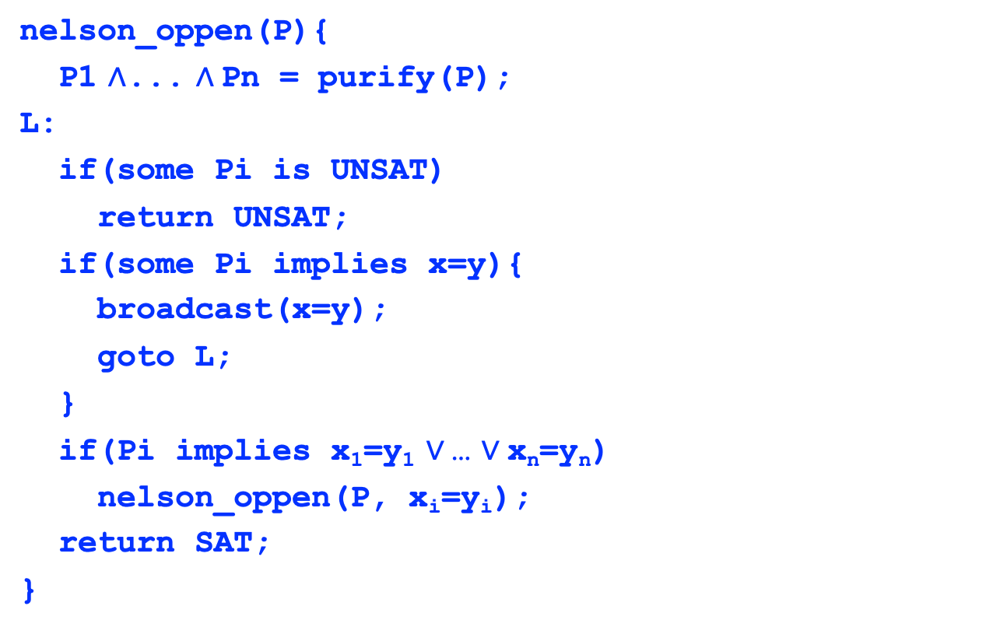 nelson_oppen(P){
P1 ∧... ∧ Pn = purify(P);
L:
if(some Pi is UNSAT)
return UNSAT;
if(some Pi implies x=y){
broadcast(x=y);
goto L;
}
if(Pi implies x₁=y₁ ∨ … ∨ xₙ=yₙ)
nelson_oppen(P, xᵢ=yᵢ);
return SAT;
}